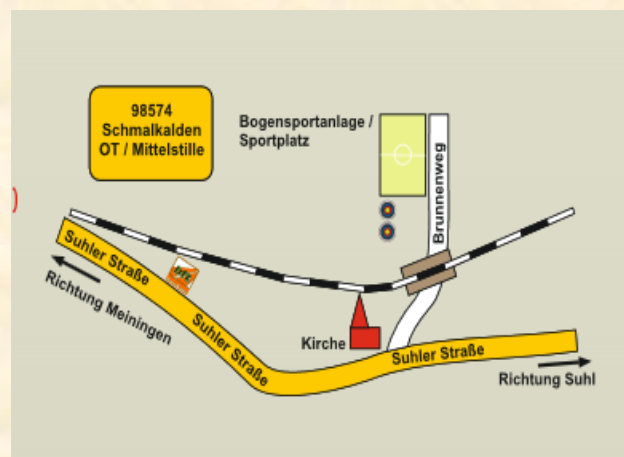 98574
Schmalkalden
OT / Mittelstille
Bogensportanlage /
Sportplatz
Brunnenweg
Suhler Straße
Richtung Meiningen
Suhler Straße
Kirche
Suhler Straße
Richtung Suhl
)